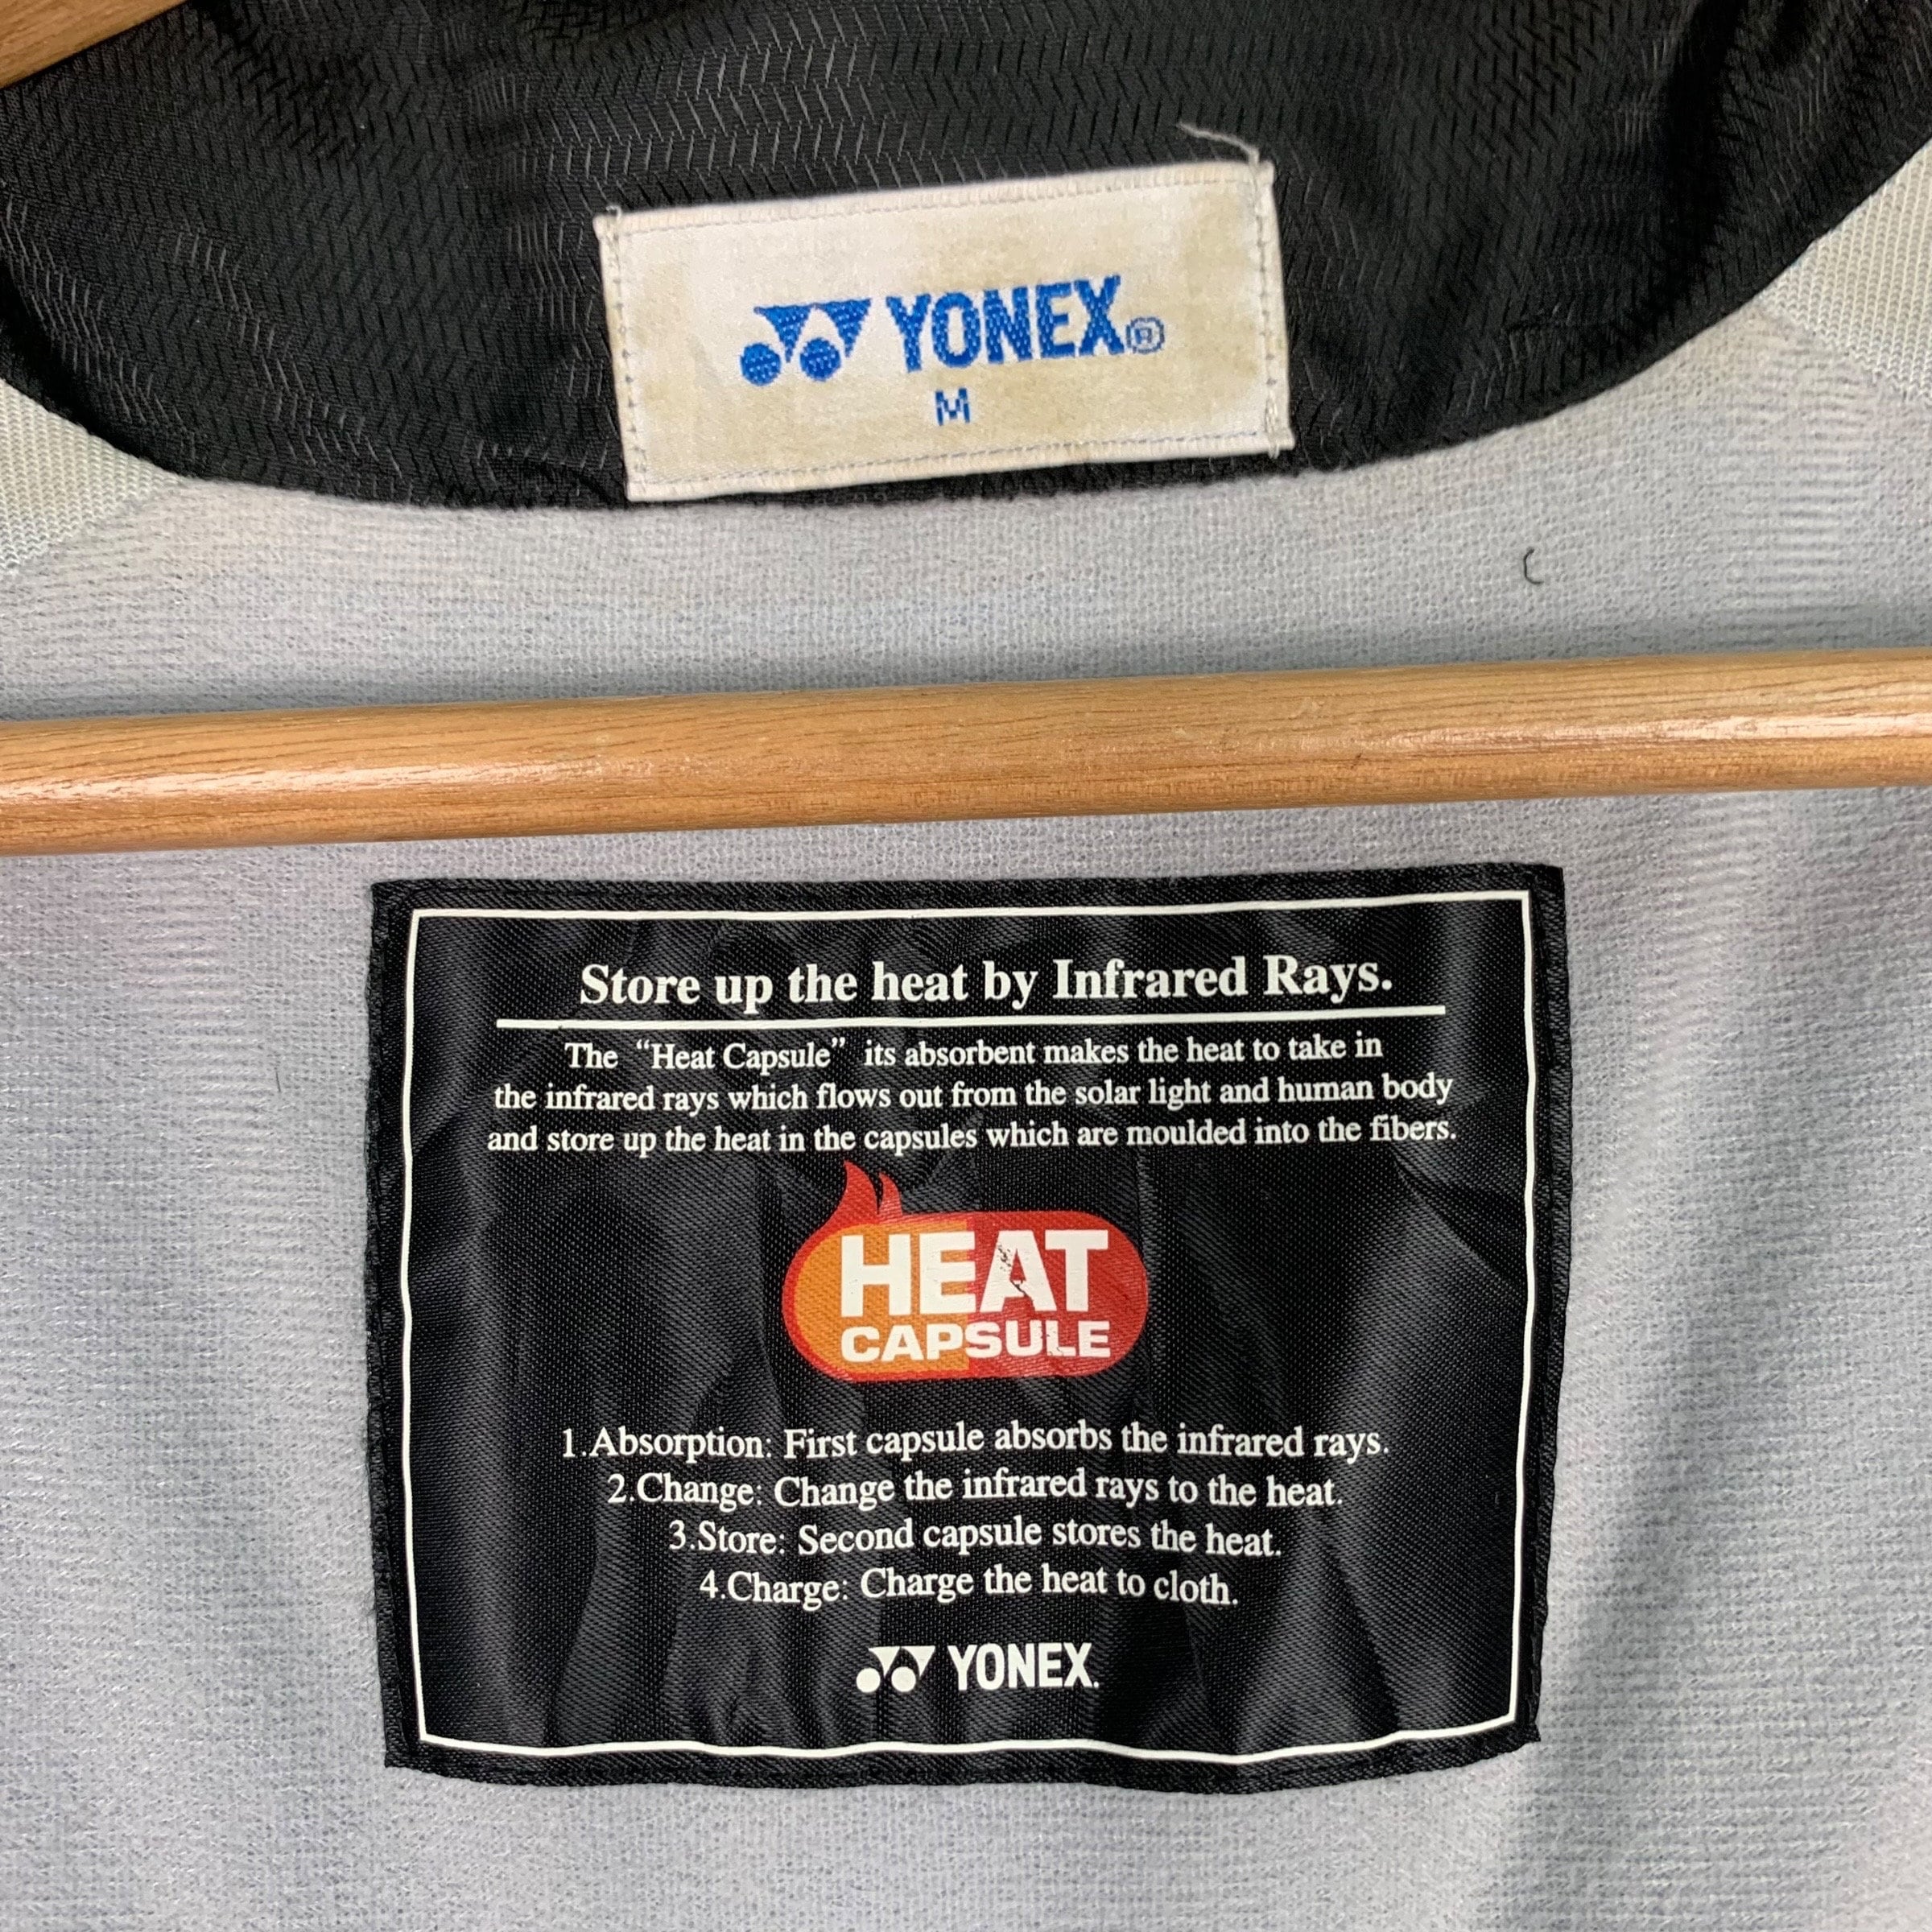 YONEX®
M
Store up the heat by Infrared Rays.
The "Heat Capsule" its absorbent makes the heat to take in
the infrared rays which flows out from the solar light and human body
and store up the heat in the capsules which are moulded into the fibers.
HEAT
CAPSULE
1.Absorption: First capsule absorbs the infrared rays.
2.Change: Change the infrared rays to the heat.
3.Store: Second capsule stores the heat.
4.Charge: Charge the heat to cloth.
YONEX.